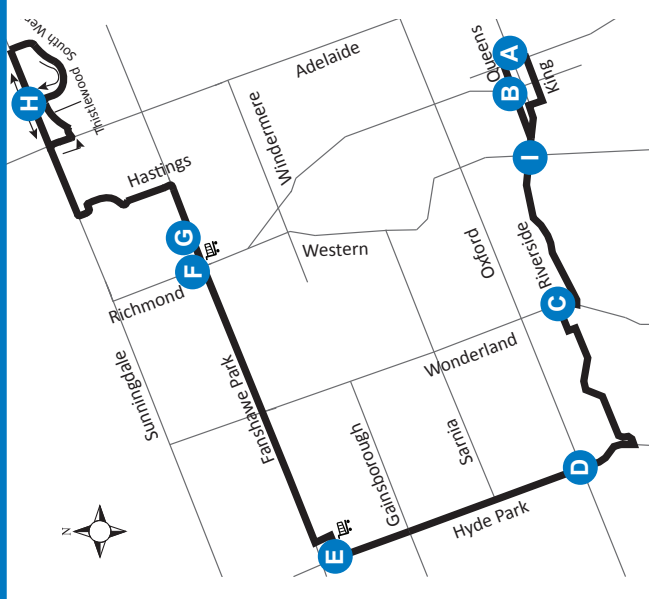 South Wer
Thistlewood
H
Adelaide
Queens
A
B
King
Windermere
Hastings
I
G
F
Western
Oxford
Riverside
Richmond
C
Sunningdale
Fanshawe Park
Wonderland
Gainsborough
Sarnia
D
Hyde Park
E
N